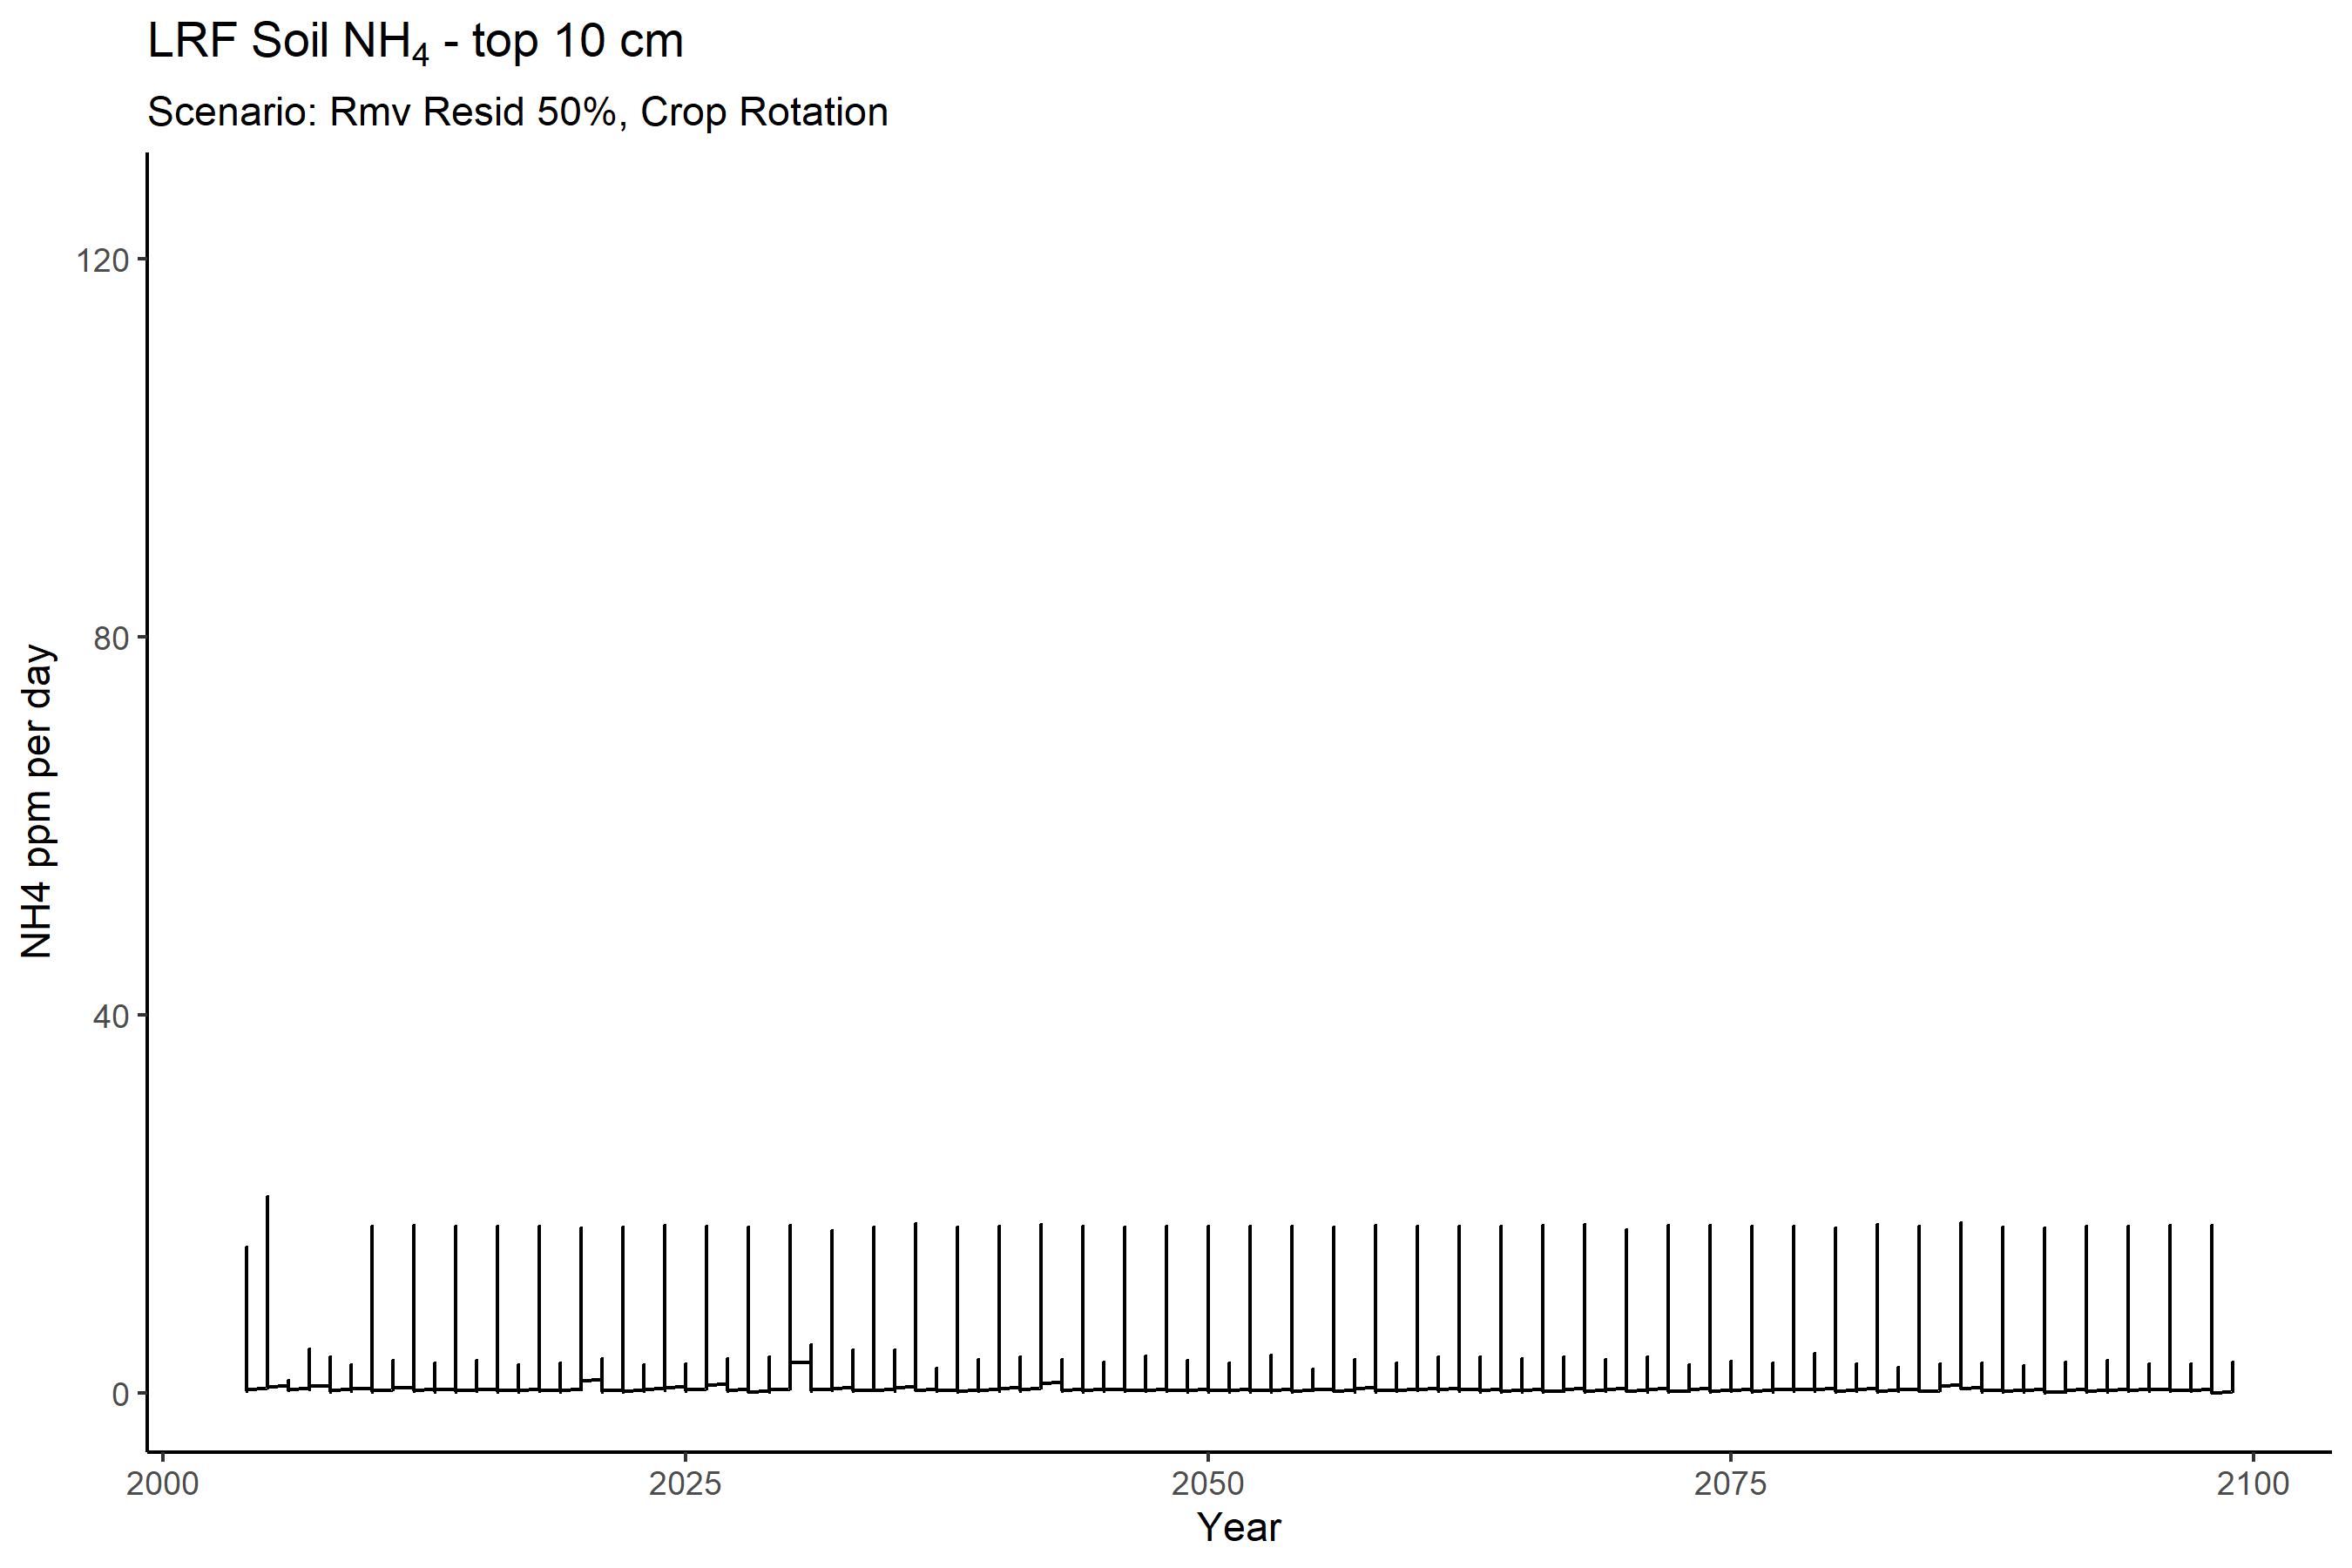 LRF Soil NH₄ - top 10 cm
Scenario: Rmv Resid 50%, Crop Rotation
120
80
40
0
NH4 ppm per day
2000 2025 2050 2075 2100
Year